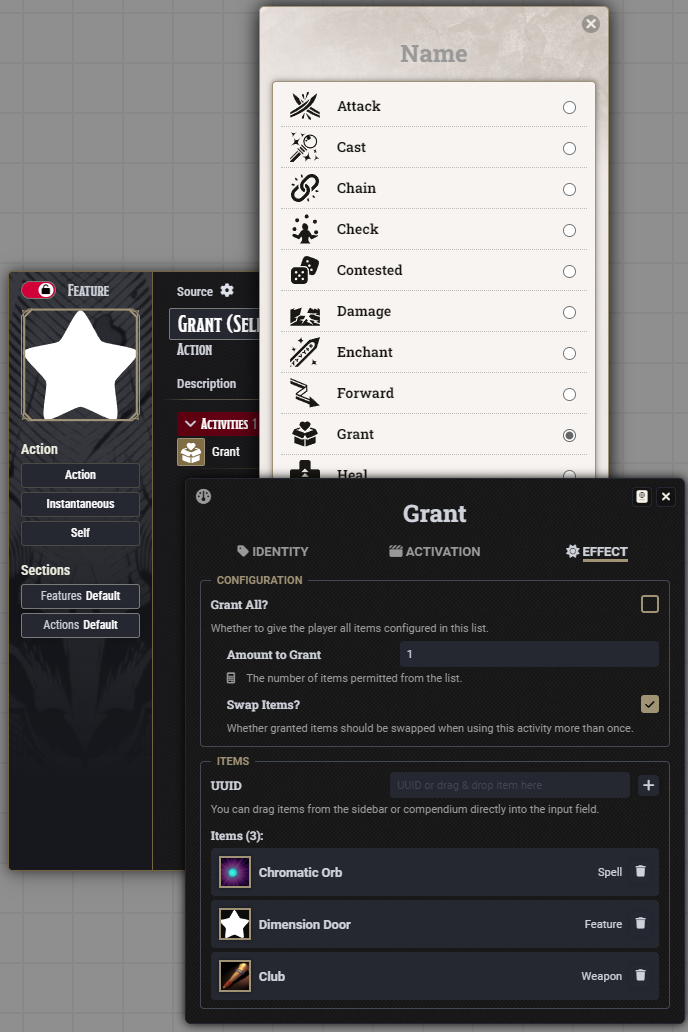 Name
Attack
Cast
Chain
Check
Contested
Damage
Enchant
Forward
Grant
Heal
Feature
Source
Grant (Sel
Action
Description
Activities 1
Grant
Action
Action
Instantaneous
Self
Sections
Features Default
Actions Default
Grant
IDENTITY ACTIVATION EFFECT
CONFIGURATION
Grant All?
Whether to give the player all items configured in this list.
Amount to Grant 1
The number of items permitted from the list.
Swap Items?
Whether granted items should be swapped when using this activity more than once.
ITEMS
UUID UUID or drag & drop item here
You can drag items from the sidebar or compendium directly into the input field.
Items (3):
Chromatic Orb Spell
Dimension Door Feature
Club Weapon